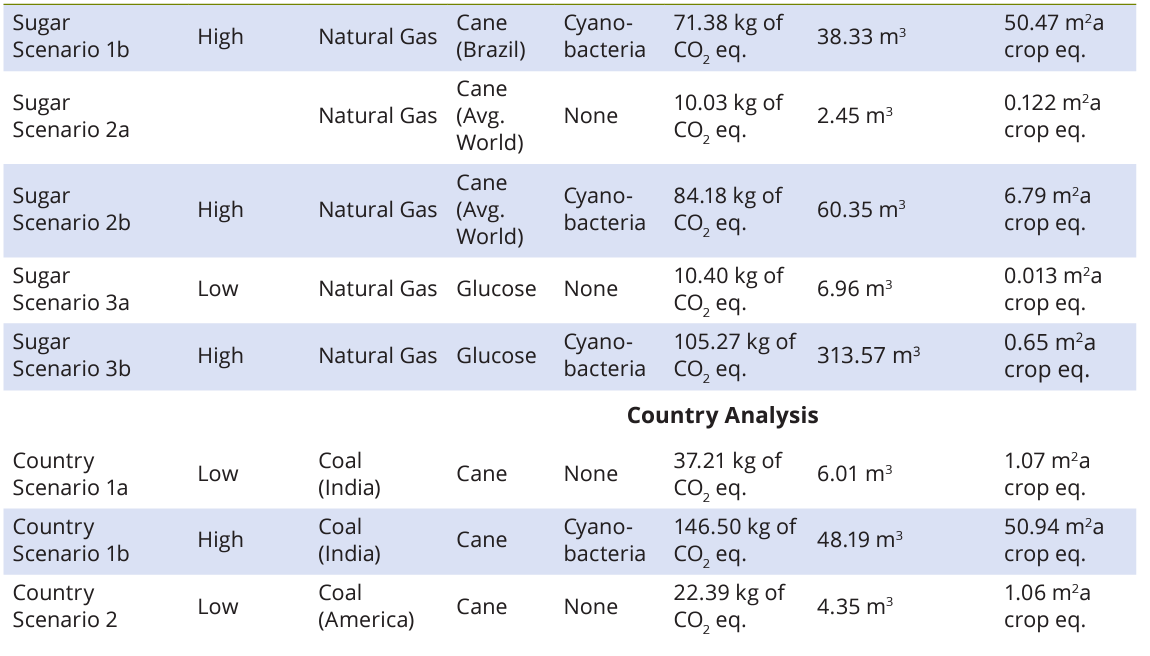 Sugar Scenario 1b | High | Natural Gas | Cane (Brazil) | Cyano-bacteria | 71.38 kg of CO₂ eq. | 38.33 m³ | 50.47 m²a crop eq.
Sugar Scenario 2a | | Natural Gas | Cane (Avg. World) | None | 10.03 kg of CO₂ eq. | 2.45 m³ | 0.122 m²a crop eq.
Sugar Scenario 2b | High | Natural Gas | Cane (Avg. World) | Cyano-bacteria | 84.18 kg of CO₂ eq. | 60.35 m³ | 6.79 m²a crop eq.
Sugar Scenario 3a | Low | Natural Gas | Glucose | None | 10.40 kg of CO₂ eq. | 6.96 m³ | 0.013 m²a crop eq.
Sugar Scenario 3b | High | Natural Gas | Glucose | Cyano-bacteria | 105.27 kg of CO₂ eq. | 313.57 m³ | 0.65 m²a crop eq.
Country Analysis
Country Scenario 1a | Low | Coal (India) | Cane | None | 37.21 kg of CO₂ eq. | 6.01 m³ | 1.07 m²a crop eq.
Country Scenario 1b | High | Coal (India) | Cane | Cyano-bacteria | 146.50 kg of CO₂ eq. | 48.19 m³ | 50.94 m²a crop eq.
Country Scenario 2 | Low | Coal (America) | Cane | None | 22.39 kg of CO₂ eq. | 4.35 m³ | 1.06 m²a crop eq.